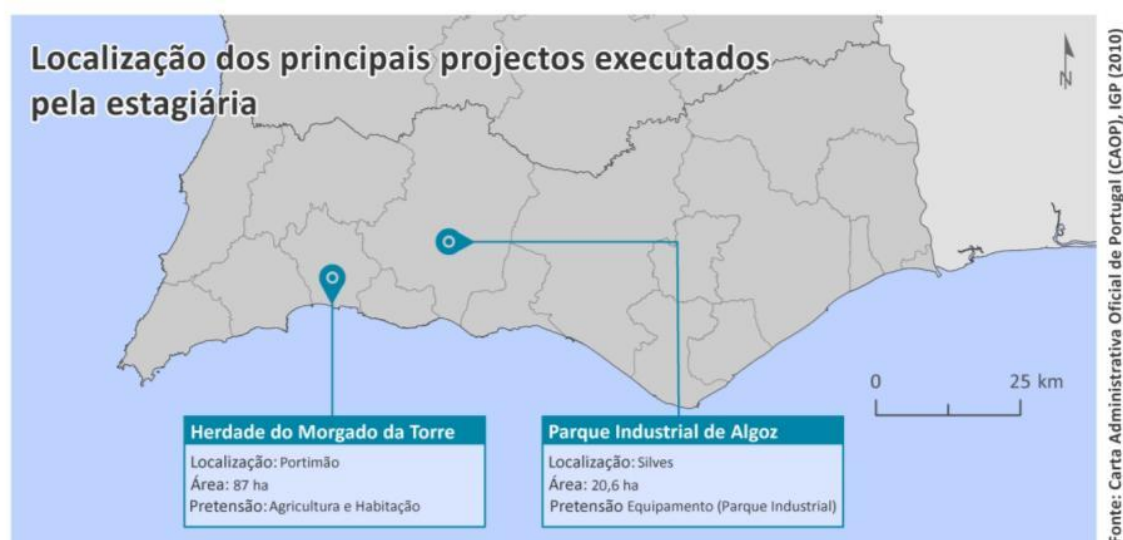 Localização dos principais projectos executados
pela estagiária
N
Fonte: Carta Administrativa Oficial de Portugal (CAOP), IGP (2010)
0 25 km
Herdade do Morgado da Torre
Localização: Portimão
Área: 87 ha
Pretensão: Agricultura e Habitação
Parque Industrial de Algoz
Localização: Silves
Área: 20,6 ha
Pretensão Equipamento (Parque Industrial)